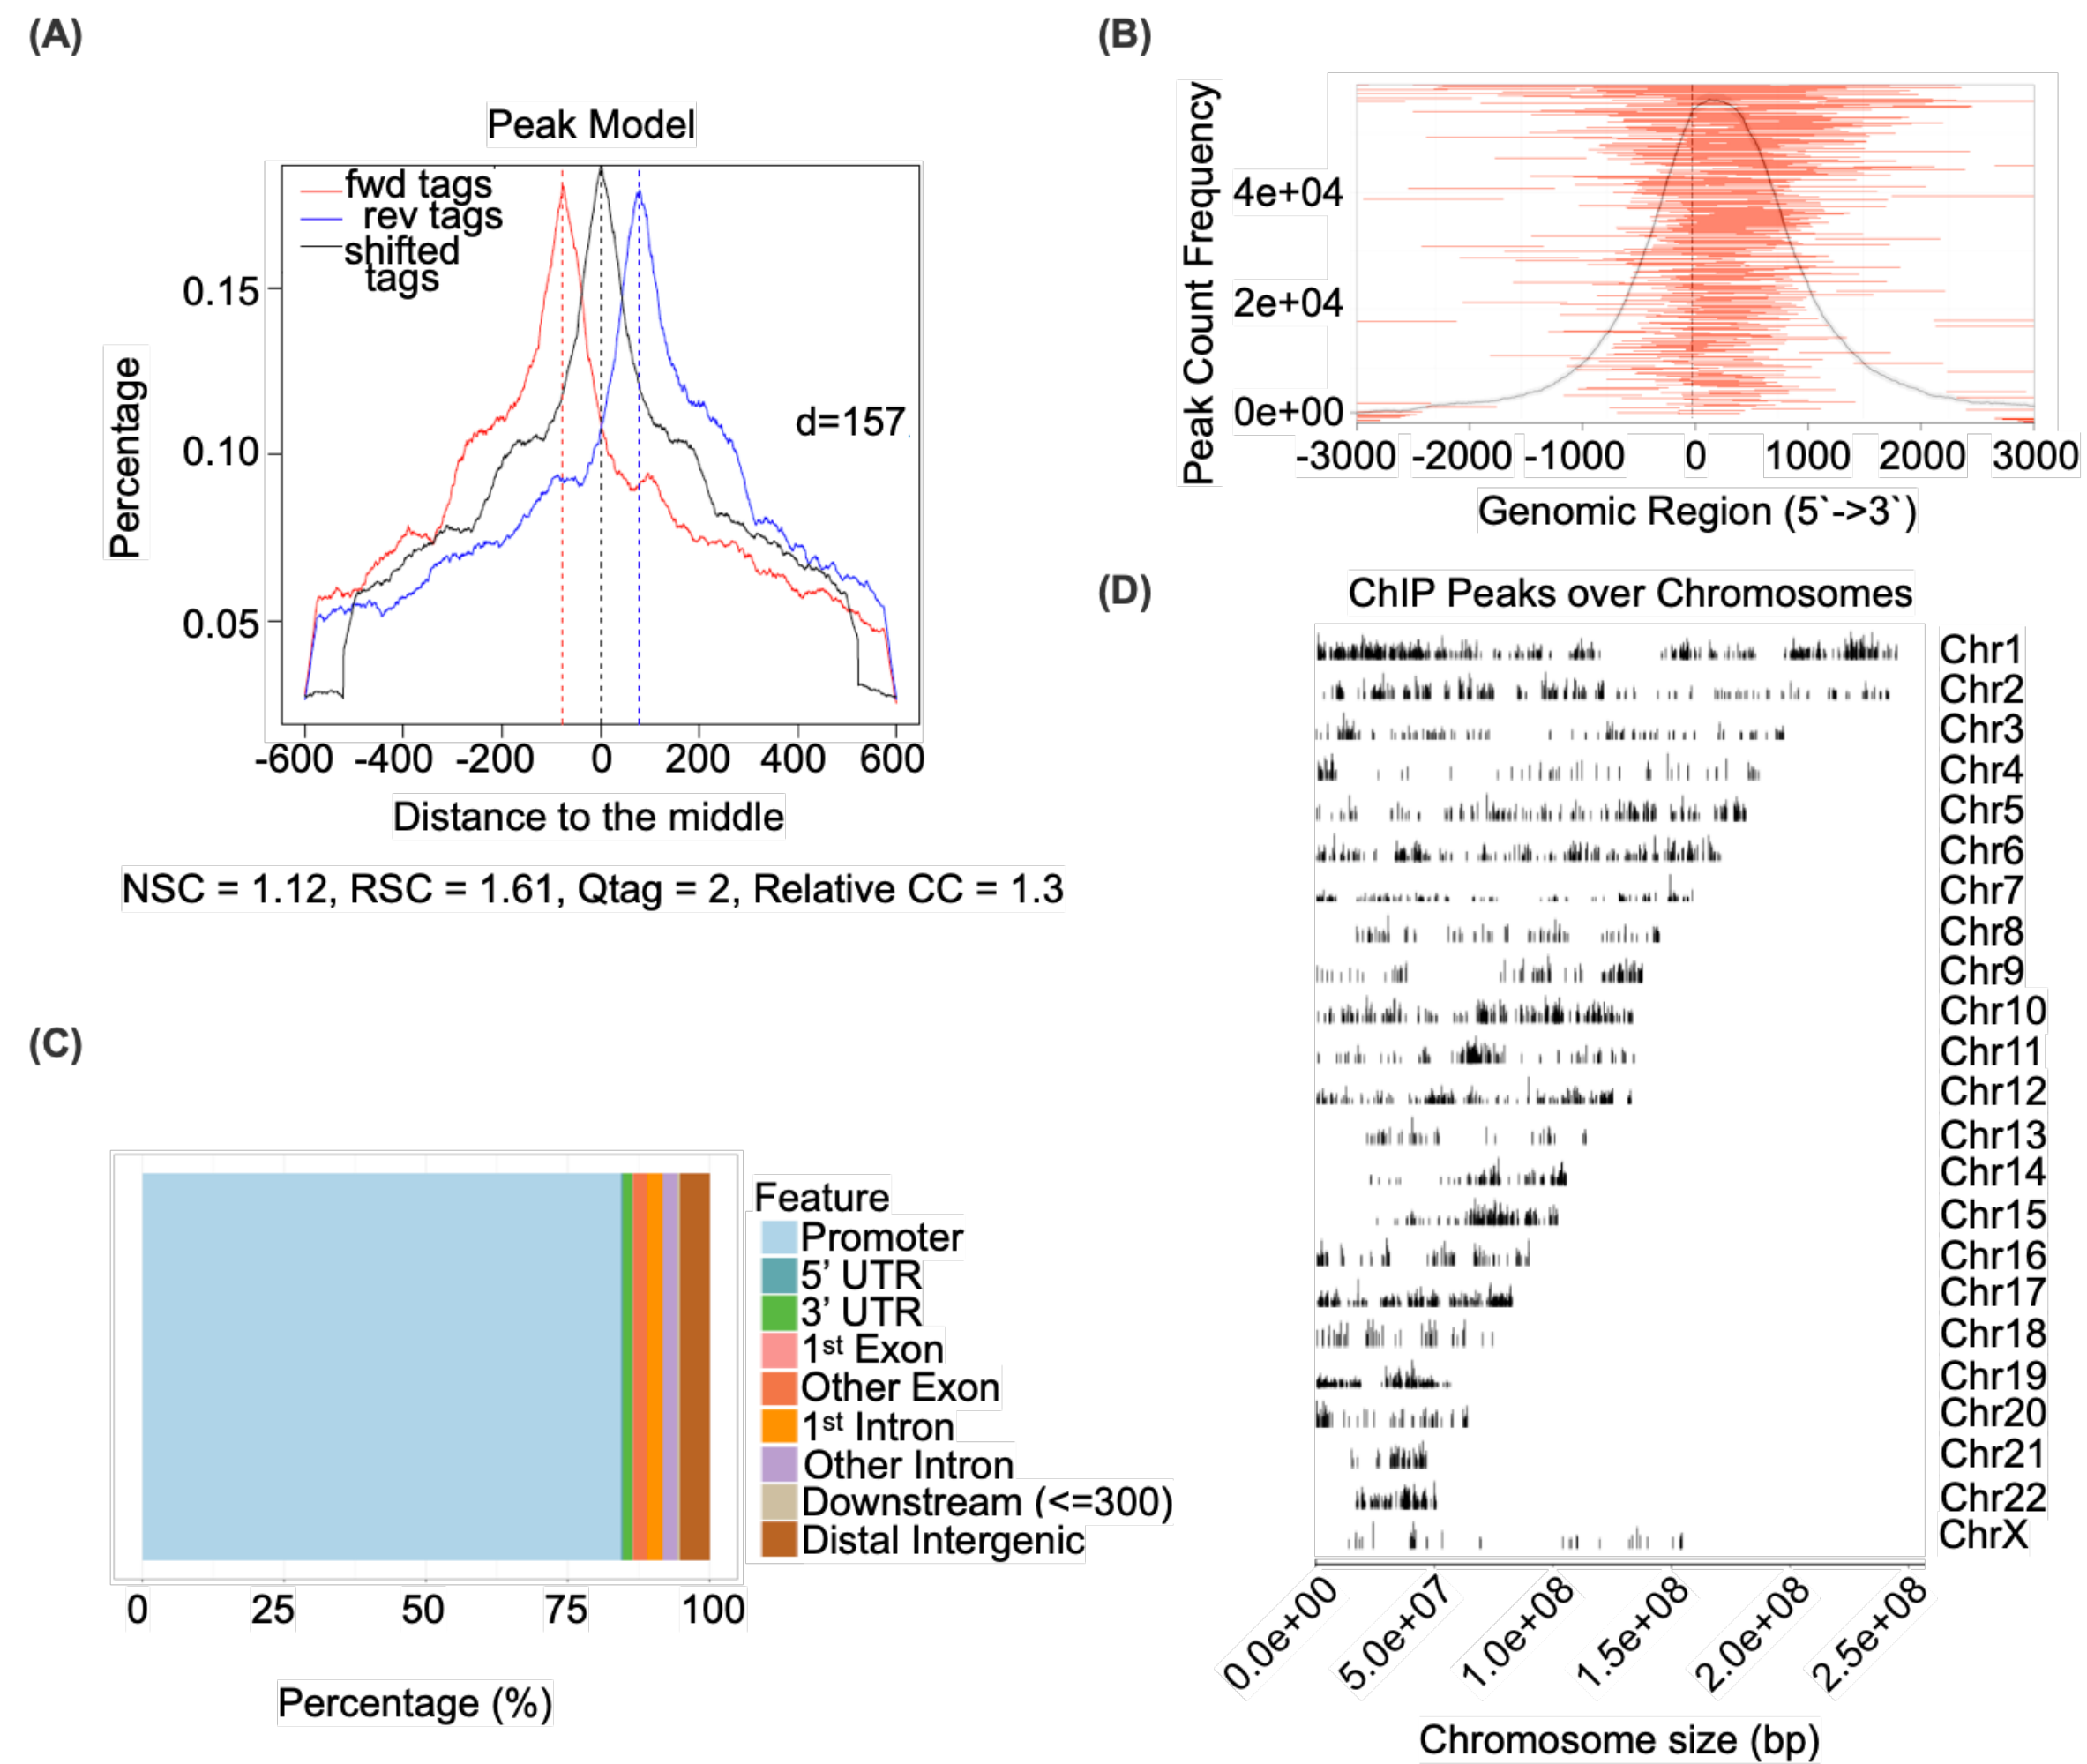 (A)
Peak Model
fwd tags
rev tags
shifted
tags
0.15
0.10
0.05
Percentage
d=157
-600 -400 -200 0 200 400 600
Distance to the middle
NSC = 1.12, RSC = 1.61, Qtag = 2, Relative CC = 1.3
(B)
Peak Count Frequency
4e+04
2e+04
0e+00
-3000 -2000 -1000 0 1000 2000 3000
Genomic Region (5`->3`)
(C)
Feature
Promoter
5’ UTR
3’ UTR
1st Exon
Other Exon
1st Intron
Other Intron
Downstream (<=300)
Distal Intergenic
0 25 50 75 100
Percentage (%)
(D)
ChIP Peaks over Chromosomes
Chr1
Chr2
Chr3
Chr4
Chr5
Chr6
Chr7
Chr8
Chr9
Chr10
Chr11
Chr12
Chr13
Chr14
Chr15
Chr16
Chr17
Chr18
Chr19
Chr20
Chr21
Chr22
ChrX
0.0e+00 5.0e+07 1.0e+08 1.5e+08 2.0e+08 2.5e+08
Chromosome size (bp)